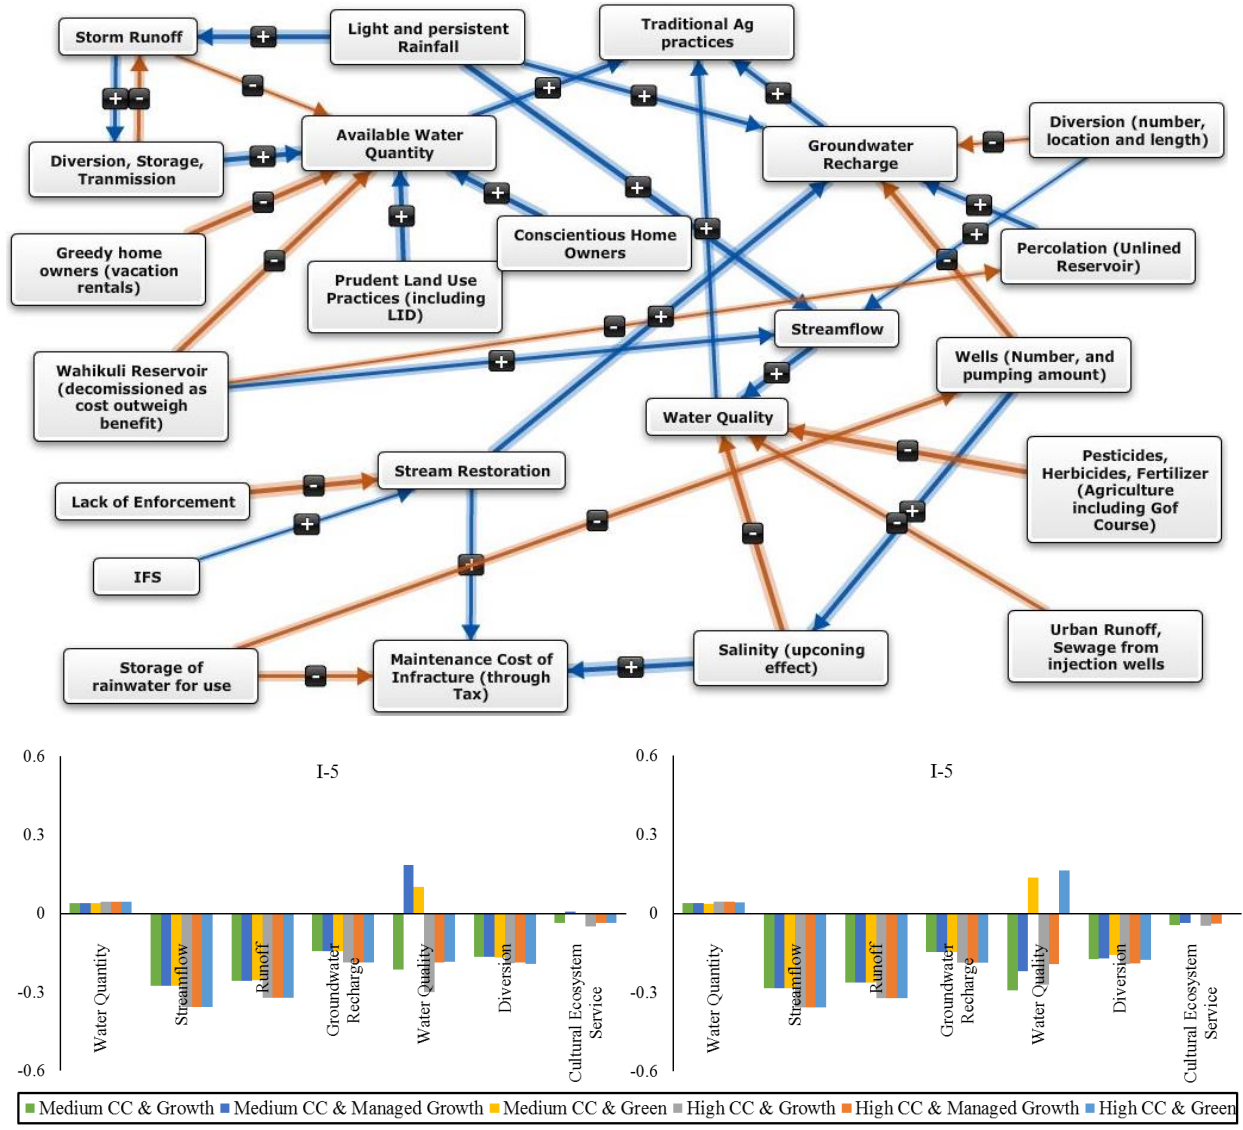 Storm Runoff
+
Light and persistent
Rainfall
Traditional Ag
practices
-
+
+
+
+
-
Diversion (number,
location and length)
-
Available Water
Quantity
Groundwater
Recharge
Diversion, Storage,
Tranmission
+
-
+
+
+
+
+
+
Greedy home
owners (vacation
rentals)
-
Conscientious Home
Owners
Percolation (Unlined
Reservoir)
-
Prudent Land Use
Practices (including
LID)
-
+
Streamflow
Wahikuli Reservoir
(decomissioned as
cost outweigh
benefit)
+
+
Wells (Number, and
pumping amount)
Water Quality
-
Pesticides,
Herbicides, Fertilizer
(Agriculture
including Gof
Course)
Stream Restoration
Lack of Enforcement
-
+
-
+
-
-
IFS
+
Storage of
rainwater for use
-
Maintenance Cost of
Infracture (through
Tax)
+
Salinity (upconing
effect)
Urban Runoff,
Sewage from
injection wells
I-5
0.6
0.3
0
-0.3
-0.6
Water Quantity
Streamflow
Runoff
Groundwater
Recharge
Water Quality
Diversion
Cultural Ecosystem
Service
I-5
0.6
0.3
0
-0.3
-0.6
Water Quantity
Streamflow
Runoff
Groundwater
Recharge
Water Quality
Diversion
Cultural Ecosystem
Service
Medium CC & Growth Medium CC & Managed Growth Medium CC & Green High CC & Growth High CC & Managed Growth High CC & Green